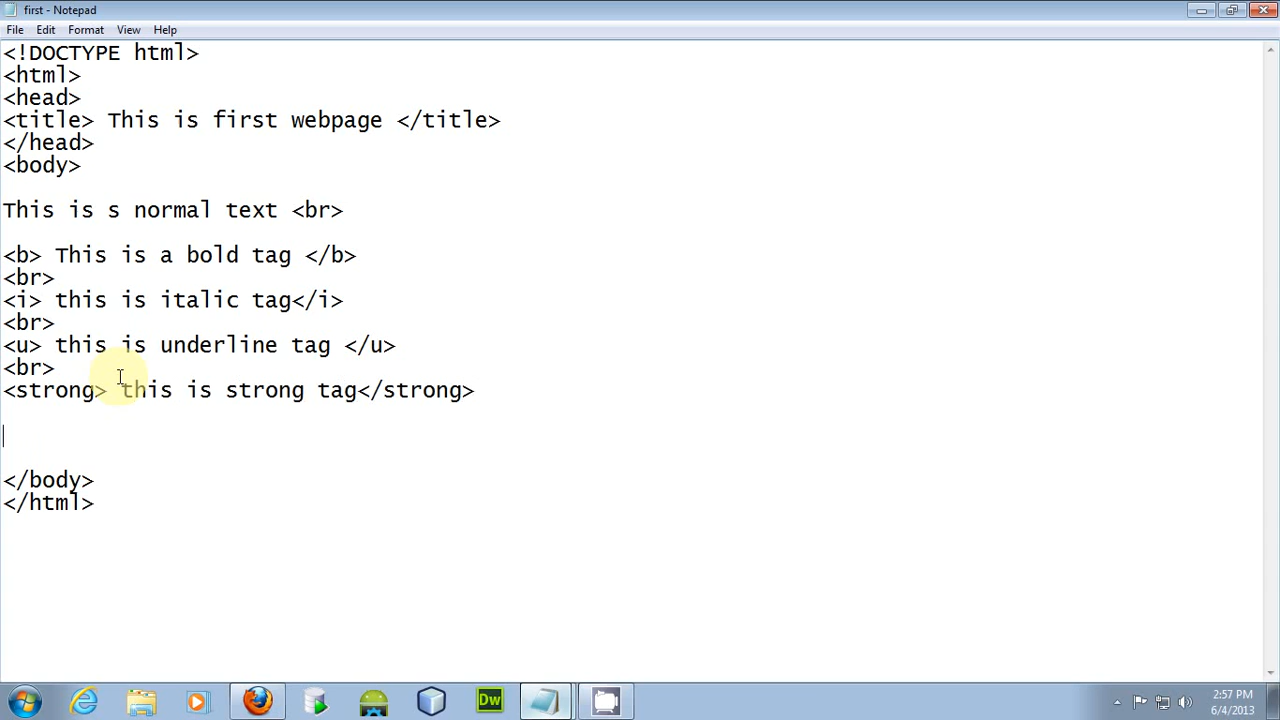 first - Notepad
File Edit Format View Help
<!DOCTYPE html>
<html>
<head>
<title> This is first webpage </title>
</head>
<body>
This is s normal text <br>
<b> This is a bold tag </b>
<br>
<i> this is italic tag</i>
<br>
<u> this is underline tag </u>
<br>
<strong> this is strong tag</strong>
</body>
</html>
Dw
2:57 PM
6/4/2013